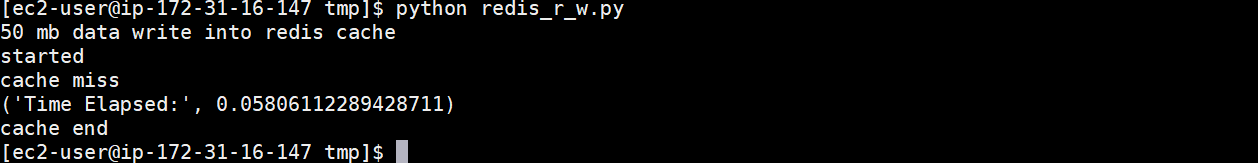 [ec2-user@ip-172-31-16-147 tmp]$ python redis_r_w.py
50 mb data write into redis cache
started
cache miss
('Time Elapsed:', 0.05806112289428711)
cache end
[ec2-user@ip-172-31-16-147 tmp]$